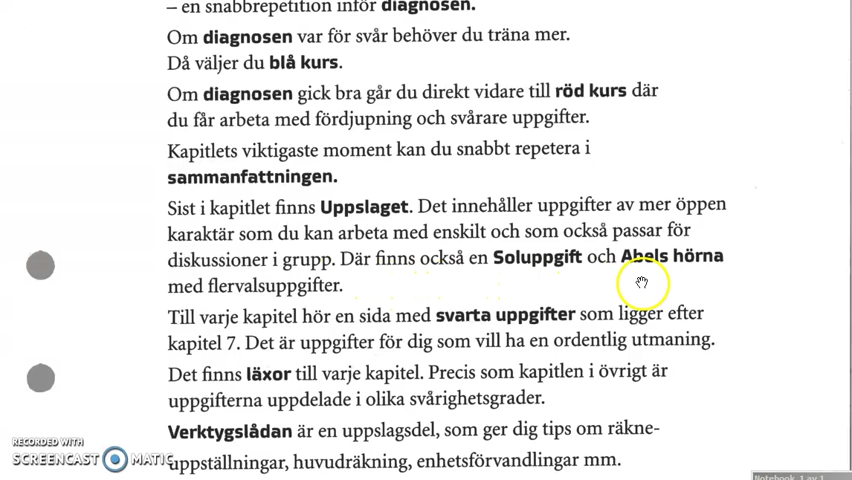 – en snabbrepetition inför diagnosen.
Om diagnosen var för svår behöver du träna mer.
Då väljer du blå kurs.
Om diagnosen gick bra går du direkt vidare till röd kurs där
du får arbeta med fördjupning och svårare uppgifter.
Kapitlets viktigaste moment kan du snabbt repetera i
sammanfattningen.
Sist i kapitlet finns Uppslaget. Det innehåller uppgifter av mer öppen
karaktär som du kan arbeta med enskilt och som också passar för
diskussioner i grupp. Där finns också en Soluppgift och Abels hörna
med flervalsuppgifter.
Till varje kapitel hör en sida med svarta uppgifter som ligger efter
kapitel 7. Det är uppgifter för dig som vill ha en ordentlig utmaning.
Det finns läxor till varje kapitel. Precis som kapitlen i övrigt är
uppgifterna uppdelade i olika svårighetsgrader.
Verktygslådan är en uppslagsdel, som ger dig tips om räkne-
uppställningar, huvudräkning, enhetsförvandlingar mm.
RECORDED WITH
SCREENCAST MATIC
Notebook 1 av 1